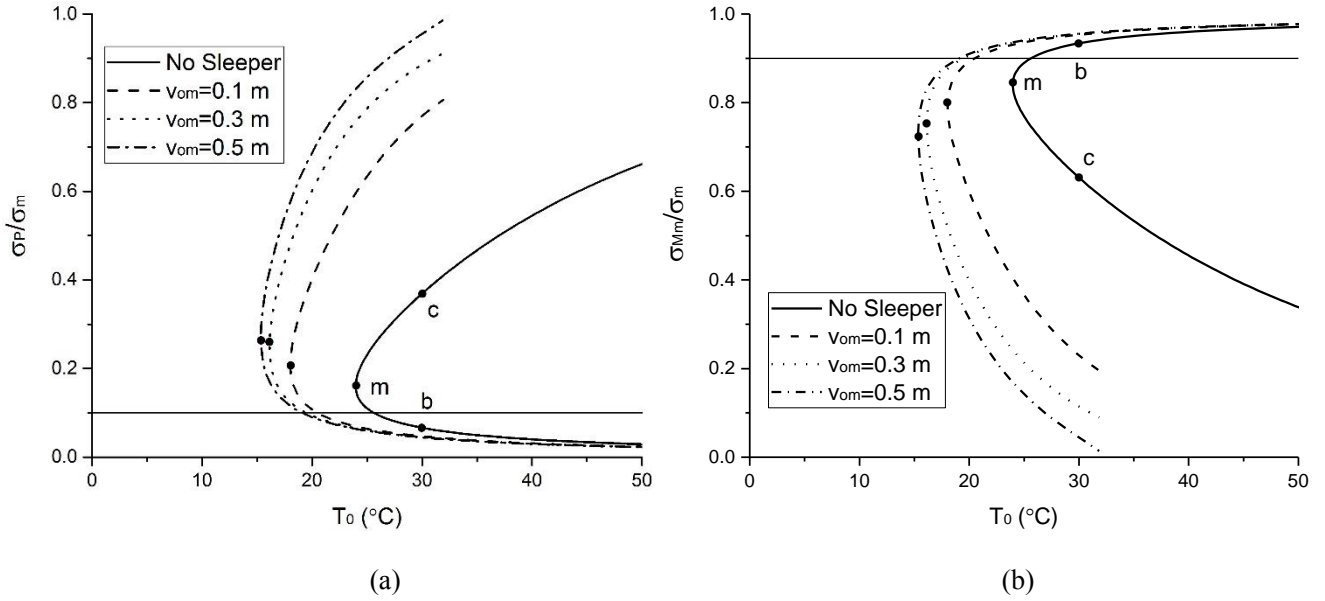 1.0
0.8
0.6
0.4
0.2
0.0
σP/σm
No Sleeper
vom=0.1 m
vom=0.3 m
vom=0.5 m
c
m
b
0 10 20 30 40 50
T0 (°C)
(a)
1.0
0.8
0.6
0.4
0.2
0.0
σMm/σm
b
m
c
No Sleeper
vom=0.1 m
vom=0.3 m
vom=0.5 m
0 10 20 30 40 50
T0 (°C)
(b)